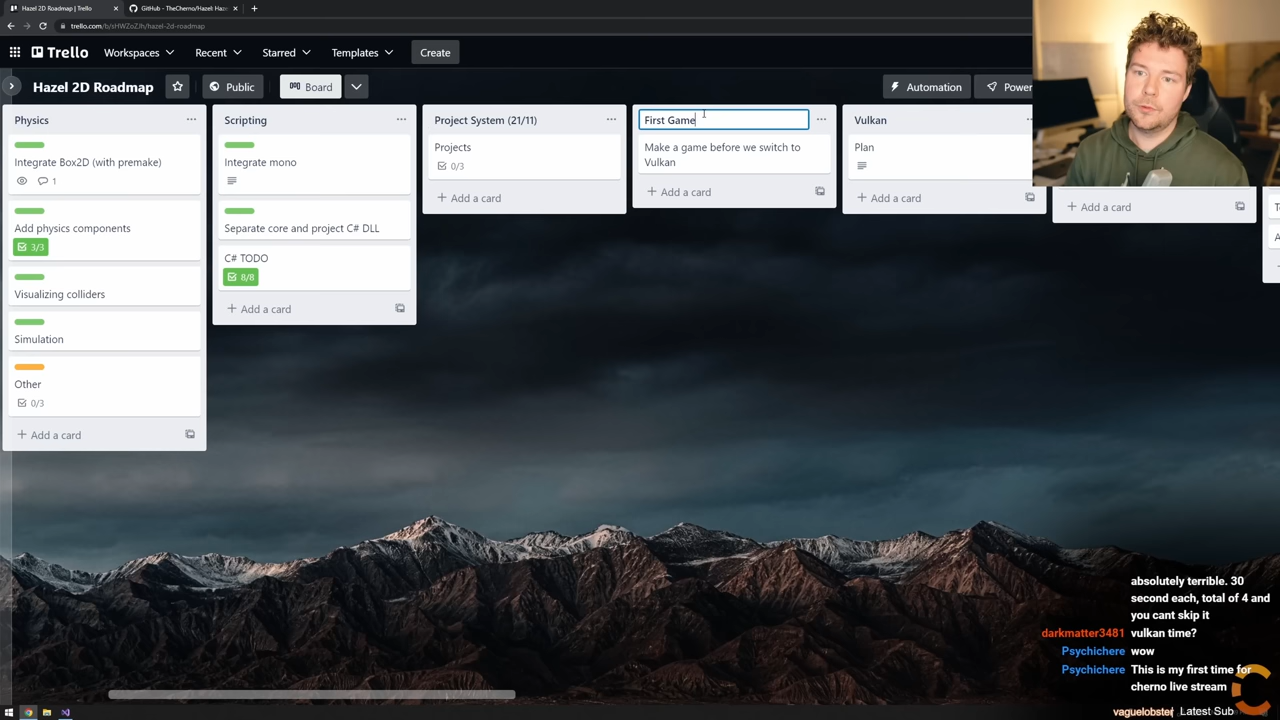 Hazel 2D Roadmap | Trello
GitHub - TheCherno/Hazel: Haze
trello.com/b/sHWZoZJh/hazel-2d-roadmap
Trello
Workspaces
Recent
Starred
Templates
Create
Hazel 2D Roadmap
Public
Board
Automation
Power
Physics
Integrate Box2D (with premake)
1
Add physics components
3/3
Visualizing colliders
Simulation
Other
0/3
Add a card
Scripting
Integrate mono
Separate core and project C# DLL
C# TODO
8/8
Add a card
Project System (21/11)
Projects
0/3
Add a card
First Game
Make a game before we switch to
Vulkan
Add a card
Vulkan
Plan
Add a card
Add a card
absolutely terrible. 30
second each, total of 4 and
you cant skip it
darkmatter3481 vulkan time?
Psychichere wow
Psychichere This is my first time for
cherno live stream
vaguelobster Latest Sub